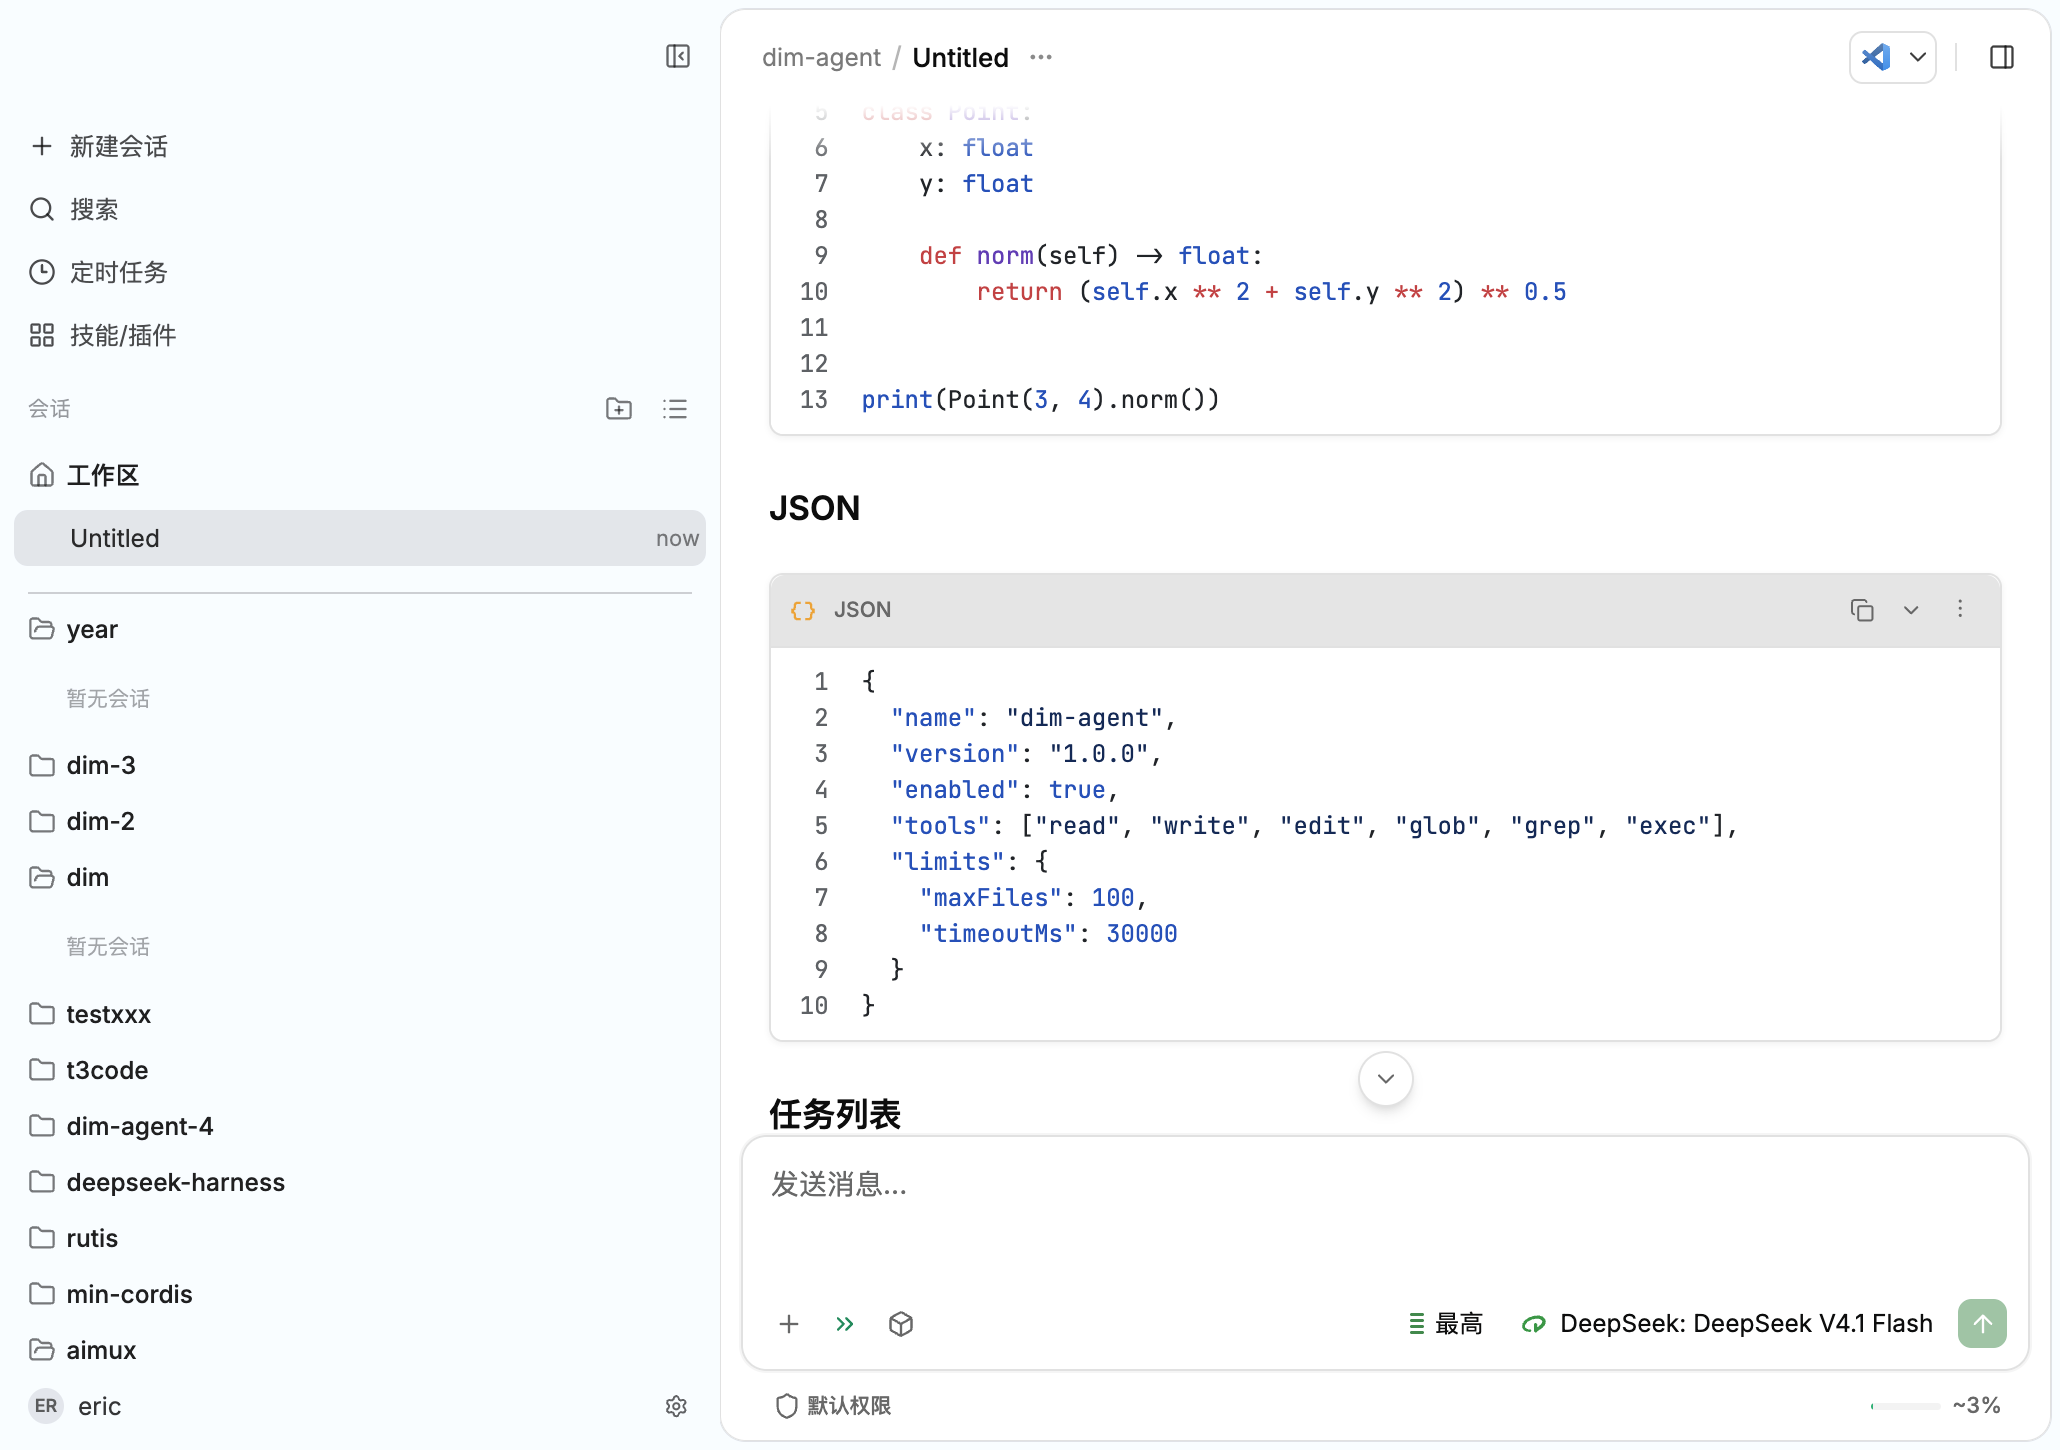 新建会话
搜索
定时任务
技能/插件
会话
工作区
Untitled now
year
暂无会话
dim-3
dim-2
dim
暂无会话
testxxx
t3code
dim-agent-4
deepseek-harness
rutis
min-cordis
aimux
ER eric
dim-agent / Untitled ···
5 class Point:
6     x: float
7     y: float
8
9     def norm(self) -> float:
10         return (self.x ** 2 + self.y ** 2) ** 0.5
11
12
13 print(Point(3, 4).norm())
JSON
{} JSON
1 {
2   "name": "dim-agent",
3   "version": "1.0.0",
4   "enabled": true,
5   "tools": ["read", "write", "edit", "glob", "grep", "exec"],
6   "limits": {
7     "maxFiles": 100,
8     "timeoutMs": 30000
9   }
10 }
任务列表
发送消息...
最高 DeepSeek: DeepSeek V4.1 Flash
默认权限 ~3%